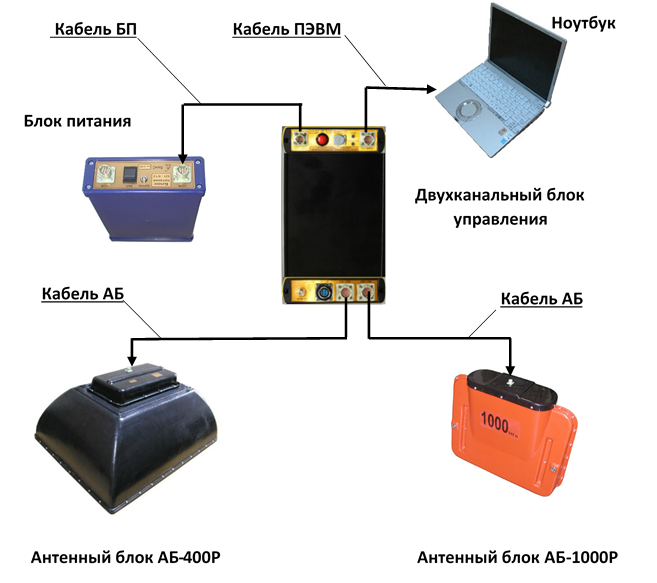 Кабель БП
Кабель ПЭВМ
Ноутбук
Блок питания
Двухканальный блок
управления
Кабель АБ
Кабель АБ
1000
Антенный блок АБ-400Р
Антенный блок АБ-1000Р